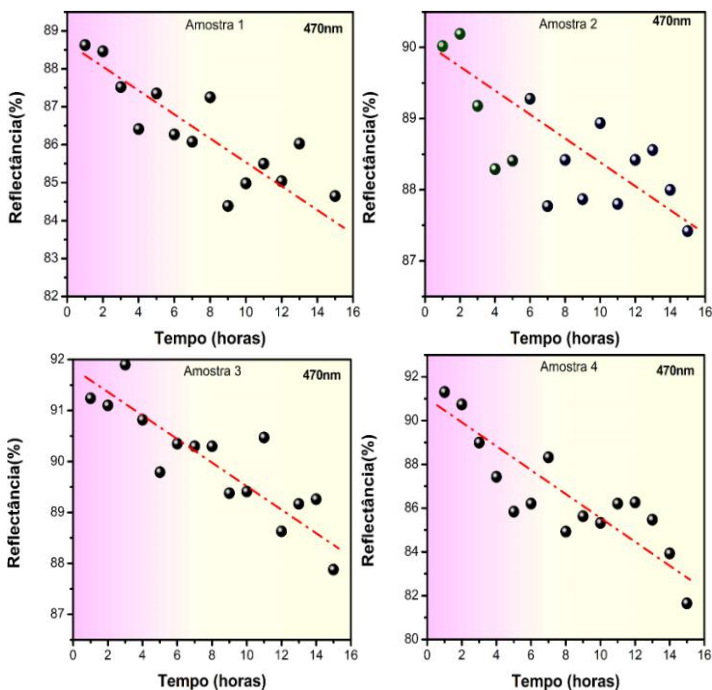 Amostra 1
470nm
Reflectância(%)
89
88
87
86
85
84
83
82
0 2 4 6 8 10 12 14 16
Tempo (horas)
Amostra 2
470nm
Reflectância(%)
90
89
88
87
0 2 4 6 8 10 12 14 16
Tempo (horas)
Amostra 3
470nm
Reflectância(%)
92
91
90
89
88
87
0 2 4 6 8 10 12 14 16
Tempo (horas)
Amostra 4
470nm
Reflectância(%)
92
90
88
86
84
82
80
0 2 4 6 8 10 12 14 16
Tempo (horas)